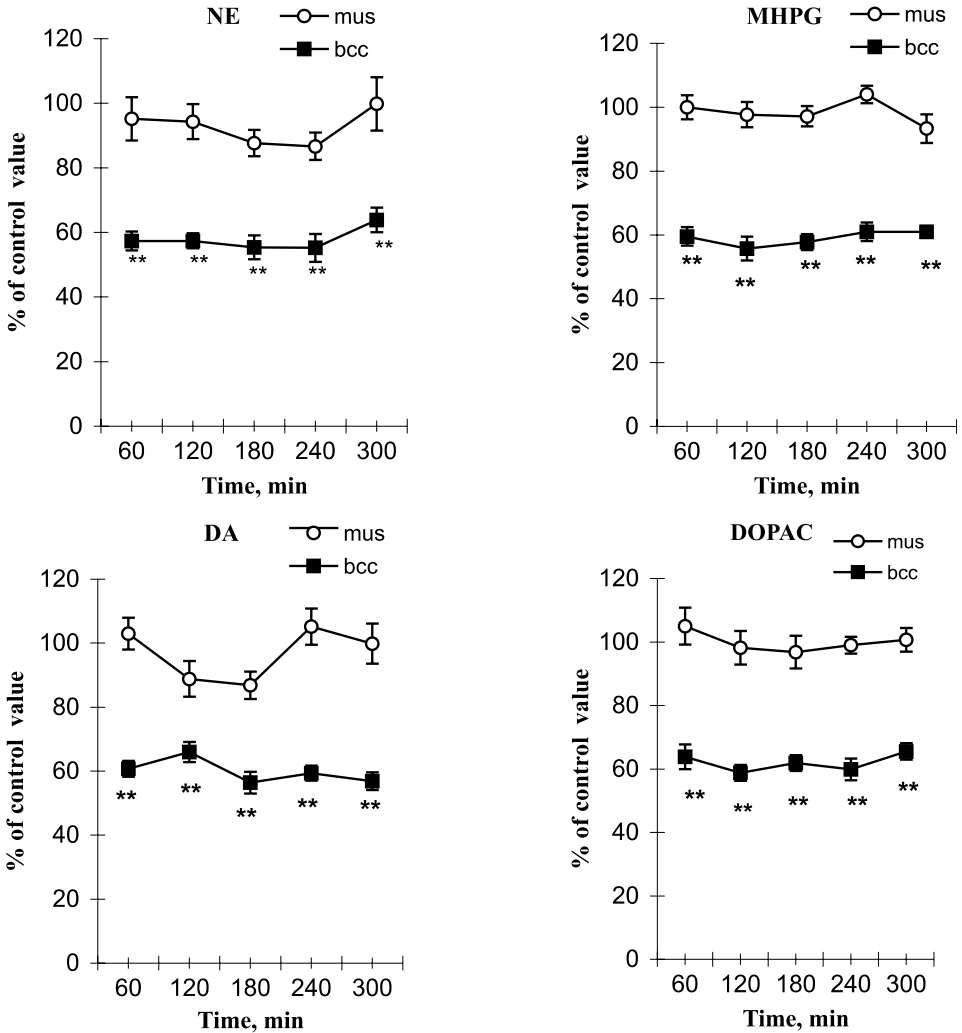 NE
mus
bcc
% of control value
120
100
80
60
40
20
0
** ** ** ** **
60 120 180 240 300
Time, min
MHPG
mus
bcc
% of control value
120
100
80
60
40
20
0
** ** ** ** **
60 120 180 240 300
Time, min
DA
mus
bcc
% of control value
120
100
80
60
40
20
0
** ** ** ** **
60 120 180 240 300
Time, min
DOPAC
mus
bcc
% of control value
120
100
80
60
40
20
0
** ** ** ** **
60 120 180 240 300
Time, min